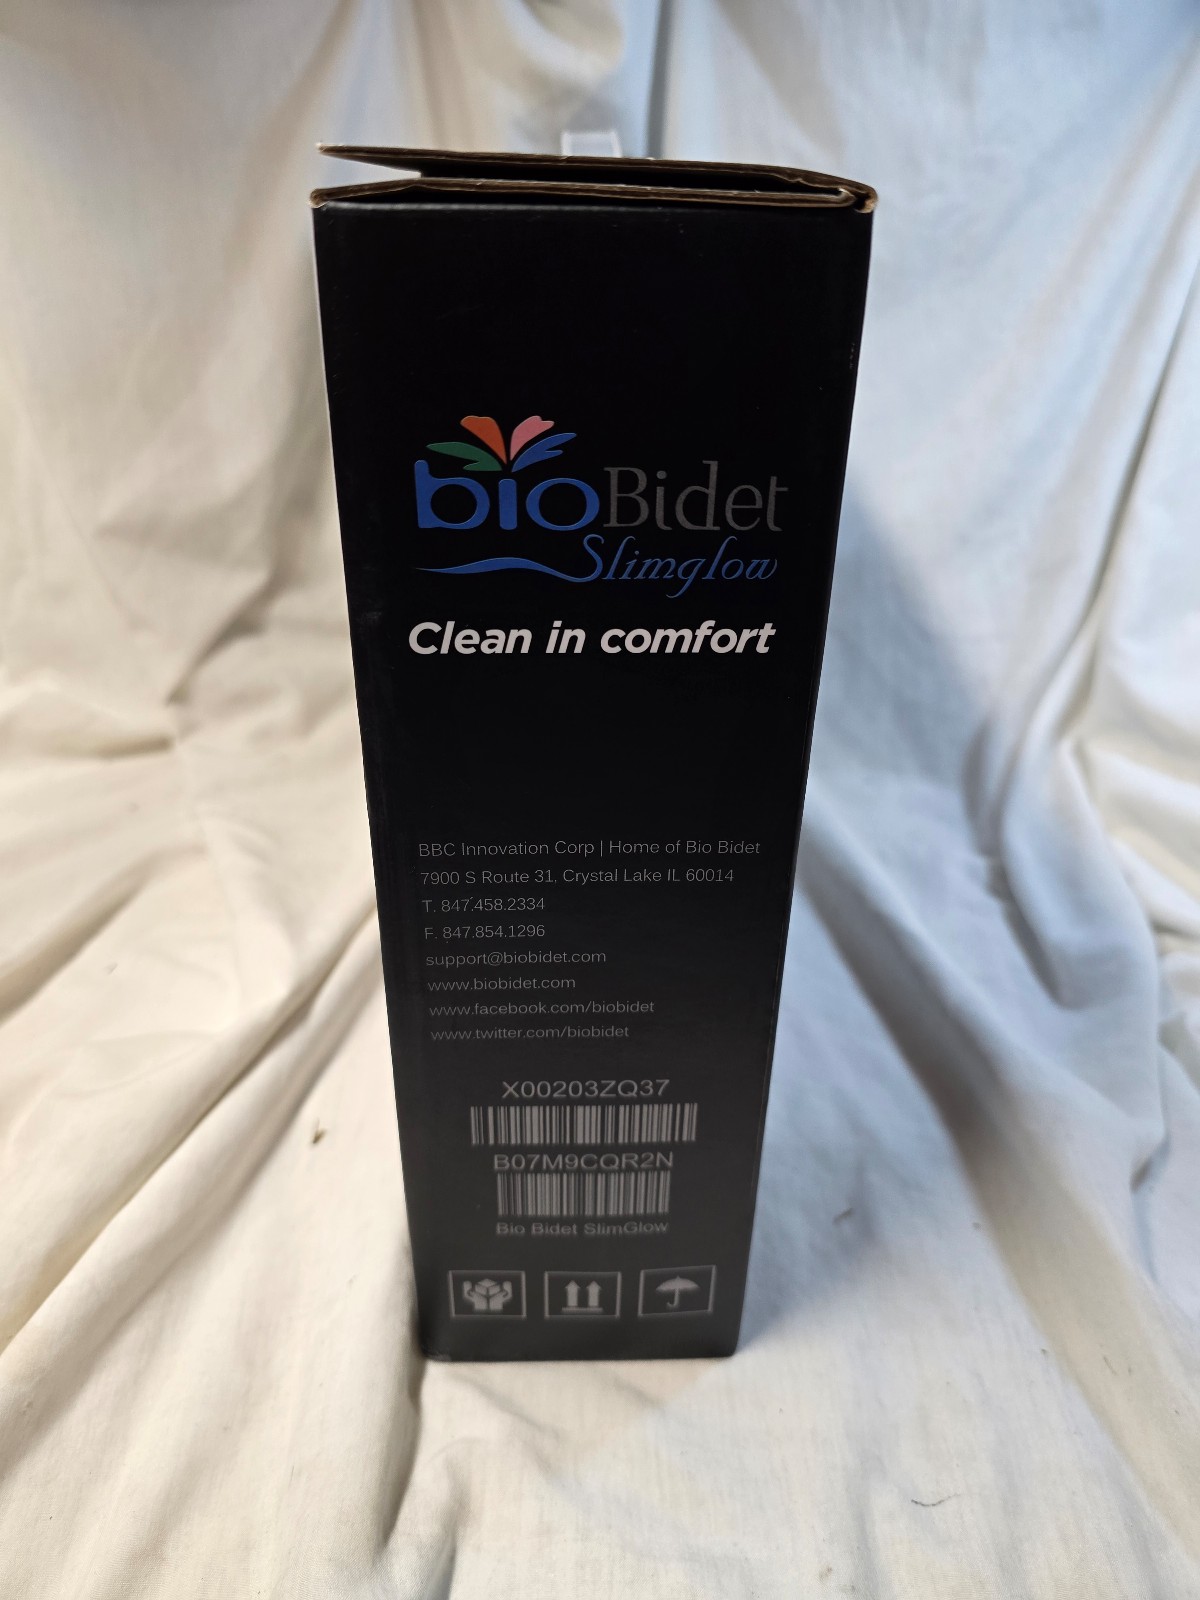 bioBidet
Slimglow
Clean in comfort
BBC Innovation Corp | Home of Bio Bidet
7900 S Route 31, Crystal Lake IL 60014
T. 847.458.2334
F. 847.854.1296
support@biobidet.com
www.biobidet.com
www.facebook.com/biobidet
www.twitter.com/biobidet
X00203ZQ37
B07M9CQR2N
Bio Bidet SlimGlow